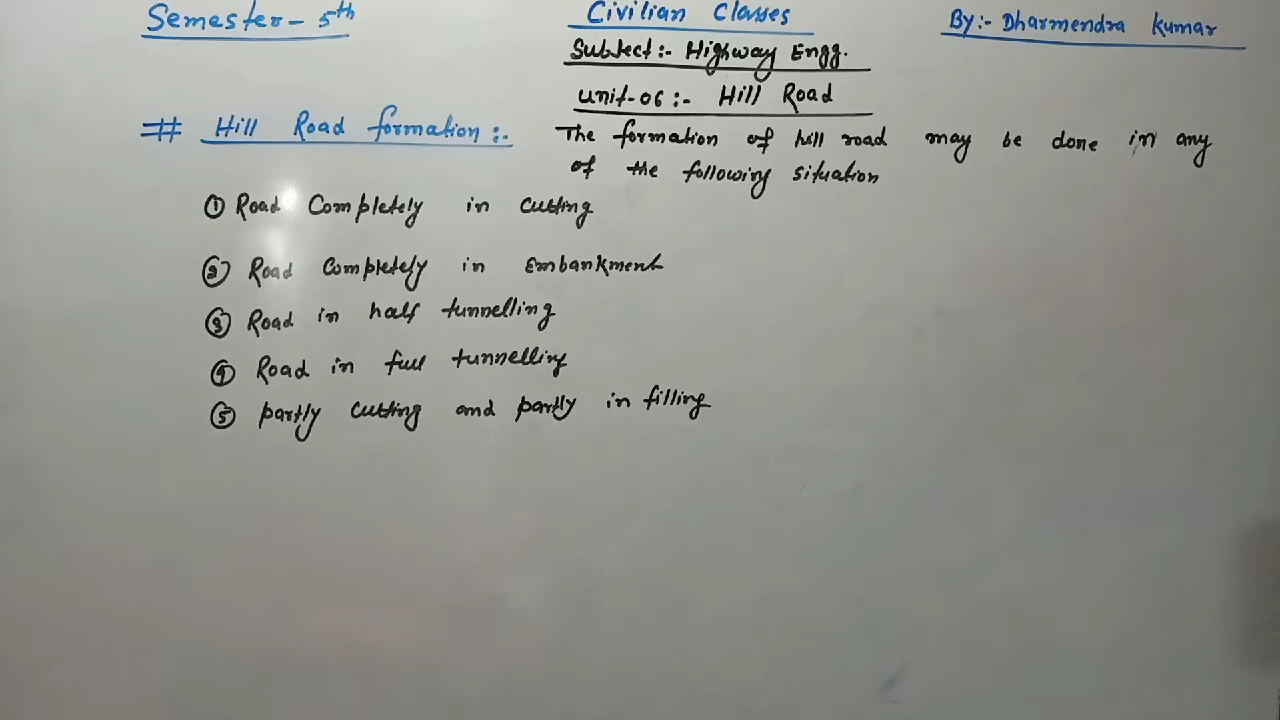 Semester- 5th
Civilian Classes
By:- Dharmendra Kumar
Subject:- Highway Engg.
Unit-06:- Hill Road
# Hill Road formation:- The formation of hill road may be done in any
of the following situation
① Road Completely in Cutting
② Road Completely in Embankment
③ Road in half tunnelling
④ Road in full tunnelling
⑤ Partly Cutting and partly in filling